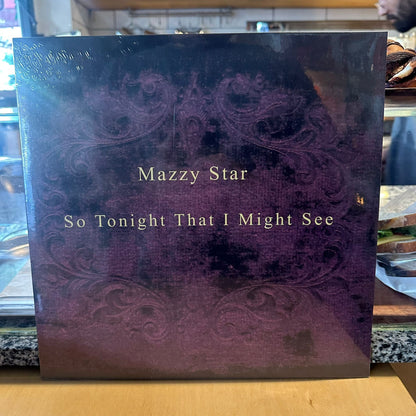 Mazzy Star
So Tonight That I Might See